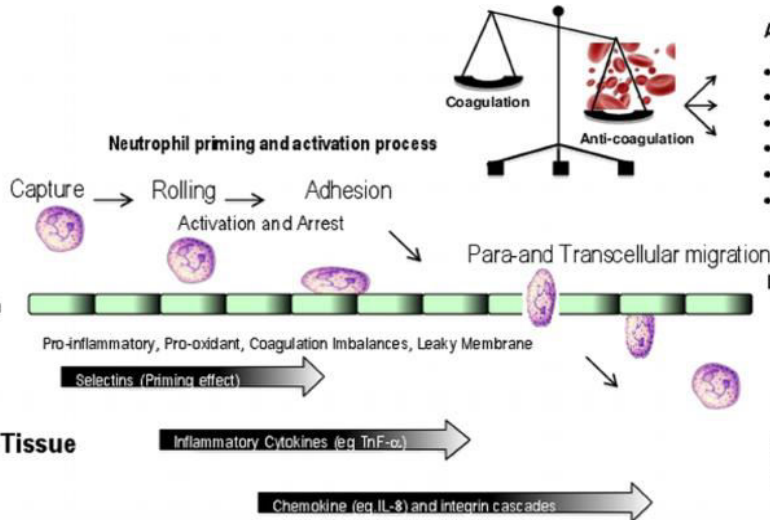 Coagulation
Anti-coagulation
Neutrophil priming and activation process
Capture
Rolling
Adhesion
Activation and Arrest
Para-and Transcellular migration
Pro-inflammatory, Pro-oxidant, Coagulation Imbalances, Leaky Membrane
Selectins (Priming effect)
Tissue
Inflammatory Cytokines (eg TnF-α)
Chemokine (eg.IL-8) and integrin cascades